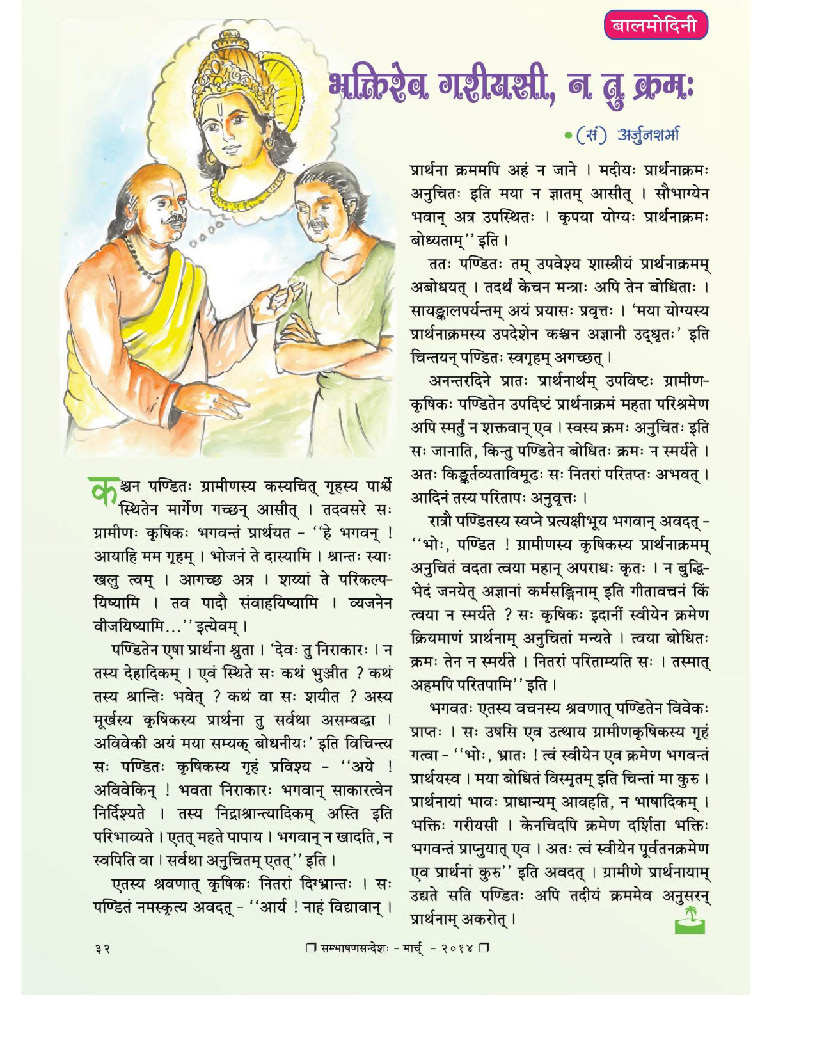 बालमोदिनी
भक्तिरेव गरीयसी, न तु क्रमः
(सं) अर्जुनशर्मा
कश्चन पण्डितः ग्रामीणस्य कस्यचित् गृहस्य पार्श्वे
स्थितेन मार्गेण गच्छन् आसीत् । तदवसरे सः
ग्रामीणः कृषिकः भगवन्तं प्रार्थयत - ‘‘हे भगवन् !
आयाहि मम गृहम् । भोजनं ते दास्यामि । श्रान्तः स्याः
खलु त्वम् । आगच्छ अत्र । शय्यां ते परिकल्प-
यिष्यामि । तव पादौ संवाहयिष्यामि । व्यजनेन
वीजयिष्यामि...’’ इत्येवम् ।
पण्डितेन एषा प्रार्थना श्रुता । ‘देवः तु निराकारः । न
तस्य देहादिकम् । एवं स्थिते सः कथं भुञ्जीत ? कथं
तस्य श्रान्तिः भवेत् ? कथं वा सः शयीत ? अस्य
मूर्खस्य कृषिकस्य प्रार्थना तु सर्वथा असम्बद्धा ।
अविवेकी अयं मया सम्यक् बोधनीयः’ इति विचिन्त्य
सः पण्डितः कृषिकस्य गृहं प्रविश्य - ‘‘अये !
अविवेकिन् ! भवता निराकारः भगवान् साकारत्वेन
निर्दिश्यते । तस्य निद्राश्रान्त्यादिकम् अस्ति इति
परिभाव्यते । एतत् महते पापाय । भगवान् न खादति, न
स्वपिति वा । सर्वथा अनुचितम् एतत्’’ इति ।
एतस्य श्रवणात् कृषिकः नितरां दिग्भ्रान्तः । सः
पण्डितं नमस्कृत्य अवदत् - ‘‘आर्य ! नाहं विद्यावान् ।
प्रार्थना क्रममपि अहं न जाने । मदीयः प्रार्थनाक्रमः
अनुचितः इति मया न ज्ञातम् आसीत् । सौभाग्येन
भवान् अत्र उपस्थितः । कृपया योग्यः प्रार्थनाक्रमः
बोध्यताम्’’ इति ।
ततः पण्डितः तम् उपवेश्य शास्त्रीयं प्रार्थनाक्रमम्
अबोधयत् । तदर्थं केचन मन्त्राः अपि तेन बोधिताः ।
सायङ्कालपर्यन्तम् अयं प्रयासः प्रवृत्तः । ‘मया योग्यस्य
प्रार्थनाक्रमस्य उपदेशेन कश्चन अज्ञानी उद्धृतः’ इति
चिन्तयन् पण्डितः स्वगृहम् अगच्छत् ।
अनन्तरदिने प्रातः प्रार्थनार्थम् उपविष्टः ग्रामीण-
कृषिकः पण्डितेन उपदिष्टं प्रार्थनाक्रमं महता परिश्रमेण
अपि स्मर्तुं न शक्तवान् एव । स्वस्य क्रमः अनुचितः इति
सः जानाति, किन्तु पण्डितेन बोधितः क्रमः न स्मर्यते ।
अतः किङ्कर्तव्यताविमूढः सः नितरां परितप्तः अभवत् ।
आदिनं तस्य परितापः अनुवृत्तः ।
रात्रौ पण्डितस्य स्वप्ने प्रत्यक्षीभूय भगवान् अवदत् -
‘‘भोः, पण्डित ! ग्रामीणस्य कृषिकस्य प्रार्थनाक्रमम्
अनुचितं वदता त्वया महान् अपराधः कृतः । न बुद्धि-
भेदं जनयेत् अज्ञानां कर्मसङ्गिनाम् इति गीतावचनं किं
त्वया न स्मर्यते ? सः कृषिकः इदानीं स्वीयेन क्रमेण
क्रियमाणं प्रार्थनाम् अनुचितां मन्यते । त्वया बोधितः
क्रमः तेन न स्मर्यते । नितरां परिताम्यति सः । तस्मात्
अहमपि परितपामि’’ इति ।
भगवतः एतस्य वचनस्य श्रवणात् पण्डितेन विवेकः
प्राप्तः । सः उषसि एव उत्थाय ग्रामीणकृषिकस्य गृहं
गत्वा - ‘‘भोः, भ्रातः ! त्वं स्वीयेन एव क्रमेण भगवन्तं
प्रार्थयस्व । मया बोधितं विस्मृतम् इति चिन्तां मा कुरु ।
प्रार्थनायां भावः प्राधान्यम् आवहति, न भाषादिकम् ।
भक्तिः गरीयसी । केनचिदपि क्रमेण दर्शिता भक्तिः
भगवन्तं प्राप्नुयात् एव । अतः त्वं स्वीयेन पूर्वतनक्रमेण
एव प्रार्थनां कुरु’’ इति अवदत् । ग्रामीणे प्रार्थनायाम्
उद्यते सति पण्डितः अपि तदीयं क्रममेव अनुसरन्
प्रार्थनाम् अकरोत् ।
३२
❒ सम्भाषणसन्देशः - मार्च् - २०१४ ❒